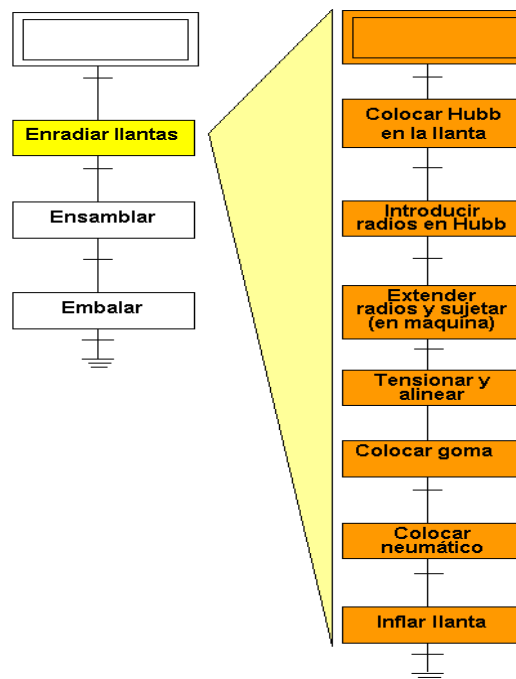 Enradiar llantas
Ensamblar
Embalar
Colocar Hubb
en la llanta
Introducir
radios en Hubb
Extender
radios y sujetar
(en maquina)
Tensionar y
alinear
Colocar goma
Colocar
neumático
Inflar llanta